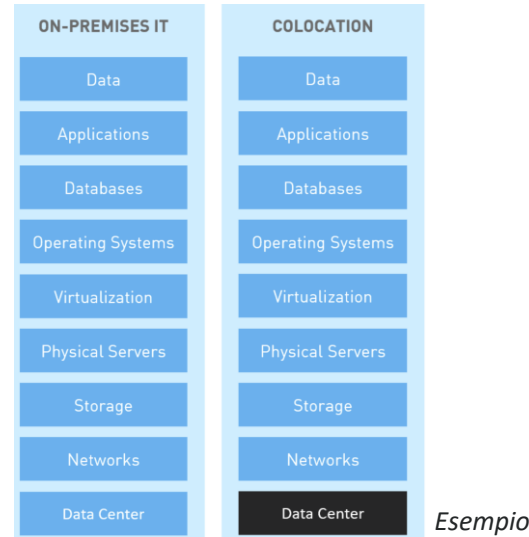 ON-PREMISES IT
Data
Applications
Databases
Operating Systems
Virtualization
Physical Servers
Storage
Networks
Data Center
COLOCATION
Data
Applications
Databases
Operating Systems
Virtualization
Physical Servers
Storage
Networks
Data Center
Esempio